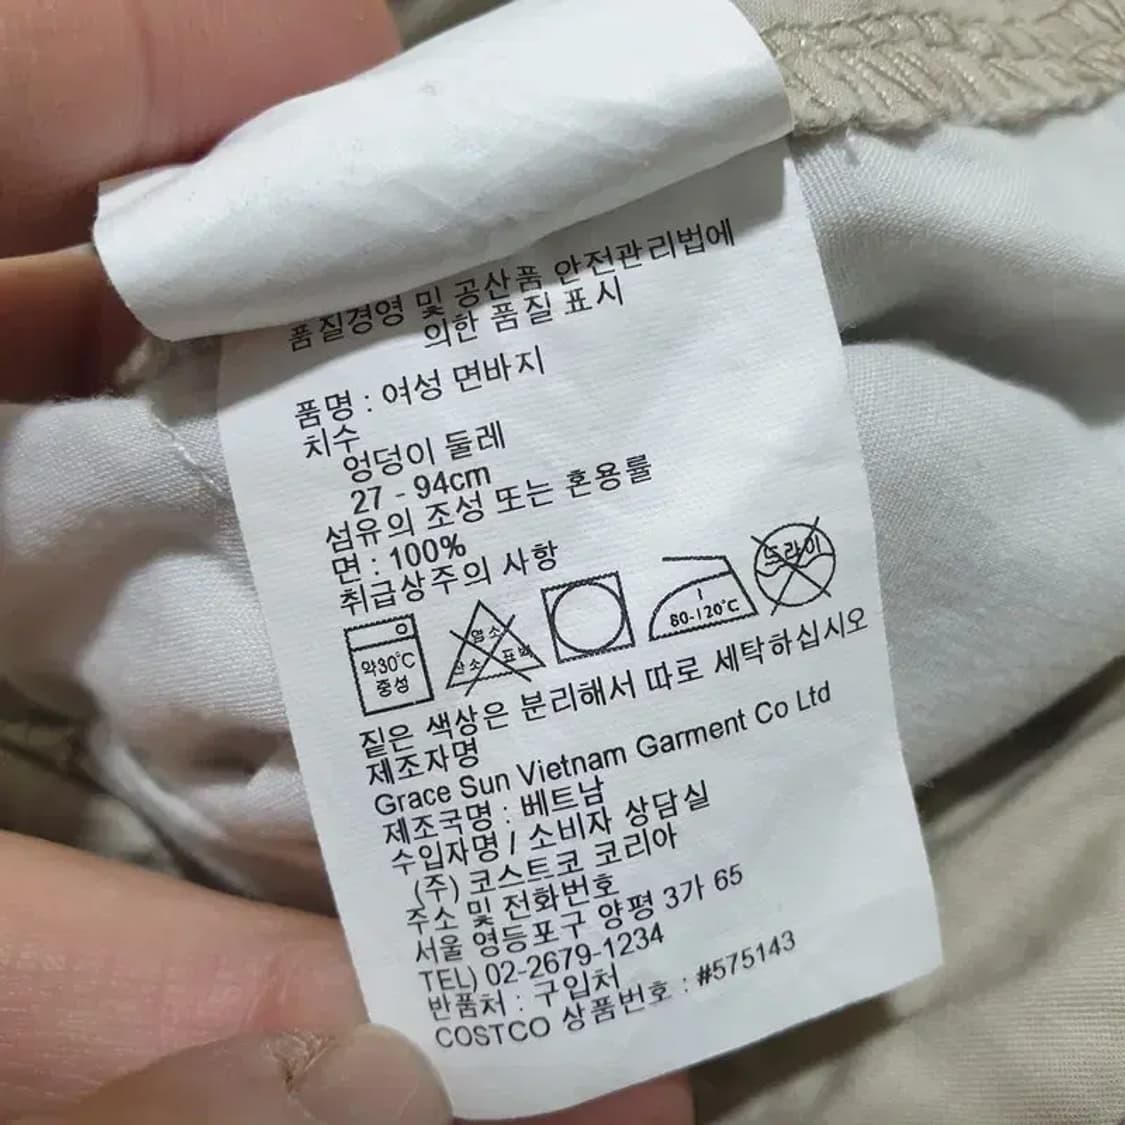 품질경영 및 공산품 안전관리법에
의한 품질 표시
품명 : 여성 면바지
치수
엉덩이 둘레
27 - 94cm
섬유의 조성 또는 혼용률
면 : 100%
취급상주의 사항
약30℃
중성
염소
산소 표백
80-120℃
드라이
짙은 색상은 분리해서 따로 세탁하십시오
제조자명
Grace Sun Vietnam Garment Co Ltd
제조국명 : 베트남
수입자명 / 소비자 상담실
(주) 코스트코 코리아
주소 및 전화번호
서울 영등포구 양평 3가 65
TEL) 02-2679-1234
반품처 : 구입처
COSTCO 상품번호 : #575143